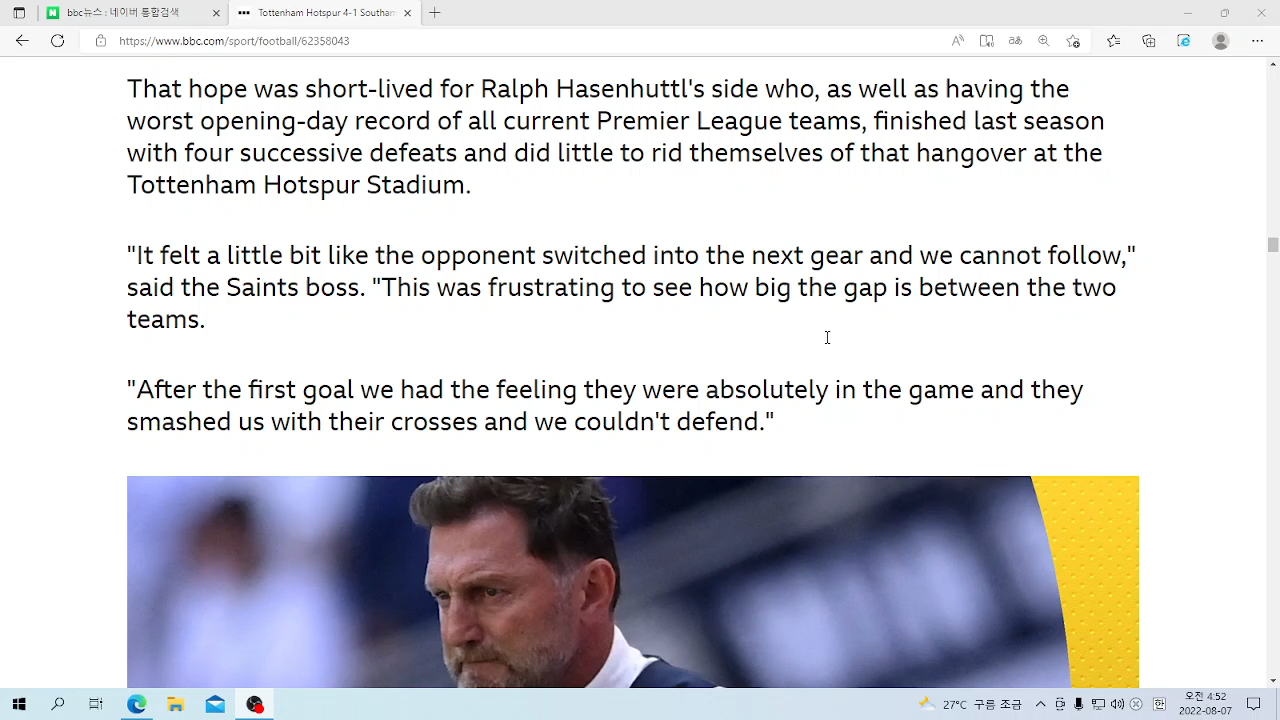 bbc뉴스 : 네이버 통합검색
Tottenham Hotspur 4-1 Southam
https://www.bbc.com/sport/football/62358043
That hope was short-lived for Ralph Hasenhuttl's side who, as well as having the
worst opening-day record of all current Premier League teams, finished last season
with four successive defeats and did little to rid themselves of that hangover at the
Tottenham Hotspur Stadium.
"It felt a little bit like the opponent switched into the next gear and we cannot follow,"
said the Saints boss. "This was frustrating to see how big the gap is between the two
teams.
"After the first goal we had the feeling they were absolutely in the game and they
smashed us with their crosses and we couldn't defend."
27°C 구름 조금
오전 4:52
2022-08-07